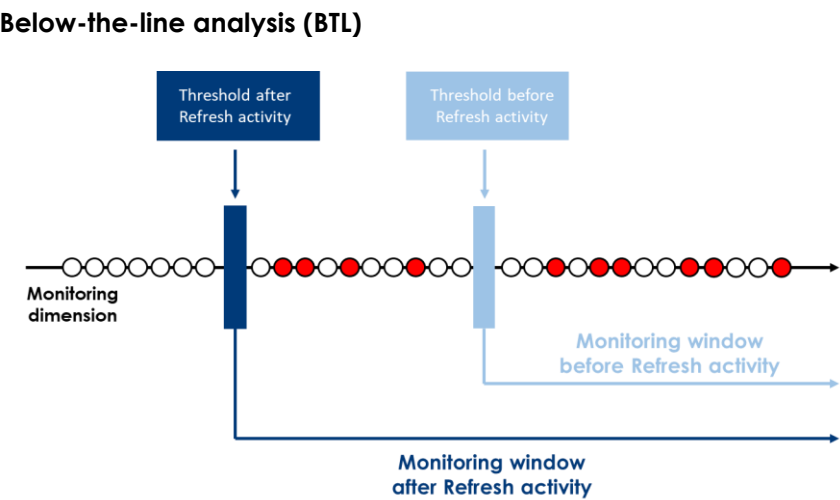 Below-the-line analysis (BTL)
Threshold after
Refresh activity
Threshold before
Refresh activity
Monitoring
dimension
Monitoring window
before Refresh activity
Monitoring window
after Refresh activity